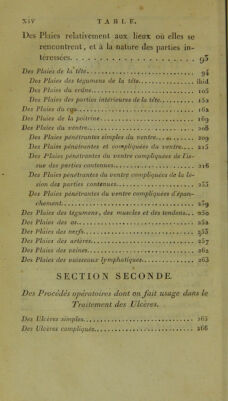 xiv TABLE.
Des Plaies relativement aux lieux où elles se
rencontrent, et à la nature des parties in-
téressées. 93
Des Plaies de la tête 94
Des Plaies des tégumens de la tête ibid
Des Plaies du crâne 105
Des Plaies des parties intérieures de la tête 152
Des Plaies du cou 162
Des Plaies de la poitrine 169
Des Plaies du ventre 208
Des Plaies pénétrantes simples du ventre 209
Des Plaies pénétrantes et compliquées du ventre 215
Des Plaies pénétrantes du ventre compliquées de l'is-
sue des parties contenues 216
Des Plaies pénétrantes du ventre compliquées de la lé-
sion des parties contenues 233
Des Plaies pénétrantes du ventre compliquées d'épan-
chement 239
Des Plaies des tégumens, des muscles et des tendons 250
Des Plaies des os 252
Des Plaies des nerfs 253
Des Plaies des artères 257
Des Plaies des veines 262
Des Plaies des vaisseaux lymphatiques 263
SECTION SECONDE.
Des Procédés opératoires dont on fait usage dans le
Traitement des Ulcères.
Des Ulcères simples 265
Des Ulcères compliqués 266